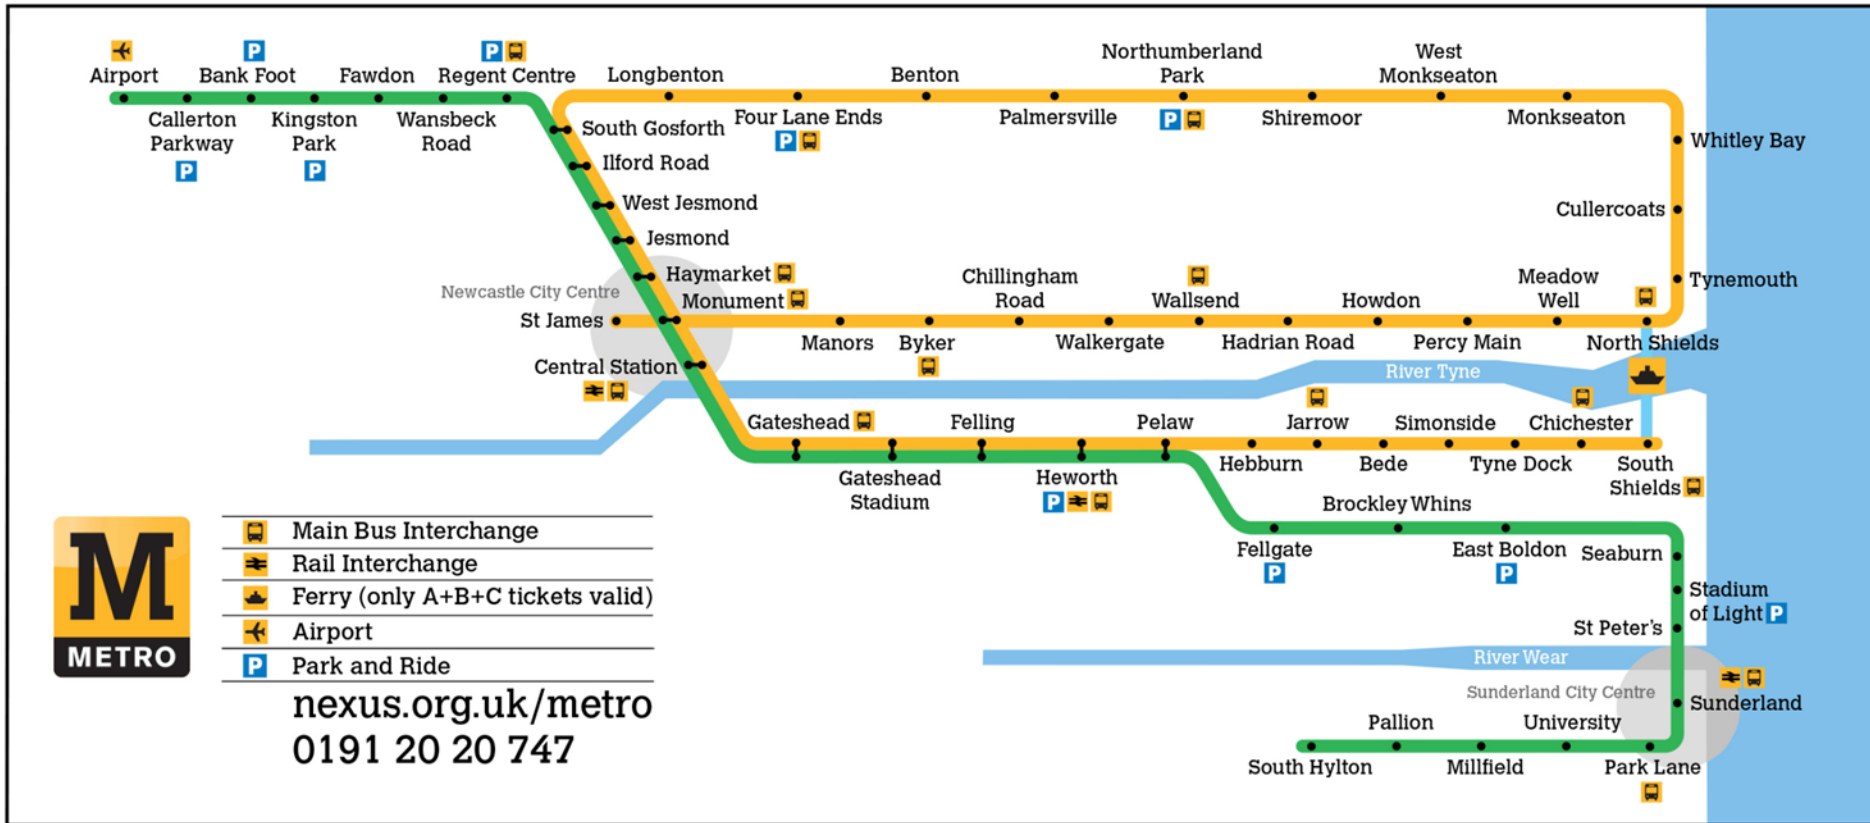 Airport
Callerton
Parkway
P
Bank Foot
P
Kingston
Park
P
Fawdon
Wansbeck
Road
Regent Centre
P
Longbenton
Four Lane Ends
P
Benton
Palmersville
Northumberland
Park
P
Shiremoor
West
Monkseaton
Monkseaton
Whitley Bay
Cullercoats
Tynemouth
South Gosforth
Ilford Road
West Jesmond
Jesmond
Haymarket
Newcastle City Centre
Monument
St James
Central Station
Manors
Byker
Chillingham
Road
Walkergate
Wallsend
Hadrian Road
Howdon
Percy Main
Meadow
Well
North Shields
River Tyne
Gateshead
Gateshead
Stadium
Felling
Heworth
P
Pelaw
Hebburn
Jarrow
Bede
Simonside
Tyne Dock
Chichester
South
Shields
Fellgate
P
Brockley Whins
East Boldon
P
Seaburn
Stadium
of Light P
St Peter's
River Wear
Sunderland City Centre
Sunderland
Park Lane
University
Millfield
Pallion
South Hylton
M
METRO
Main Bus Interchange
Rail Interchange
Ferry (only A+B+C tickets valid)
Airport
P Park and Ride
nexus.org.uk/metro
0191 20 20 747